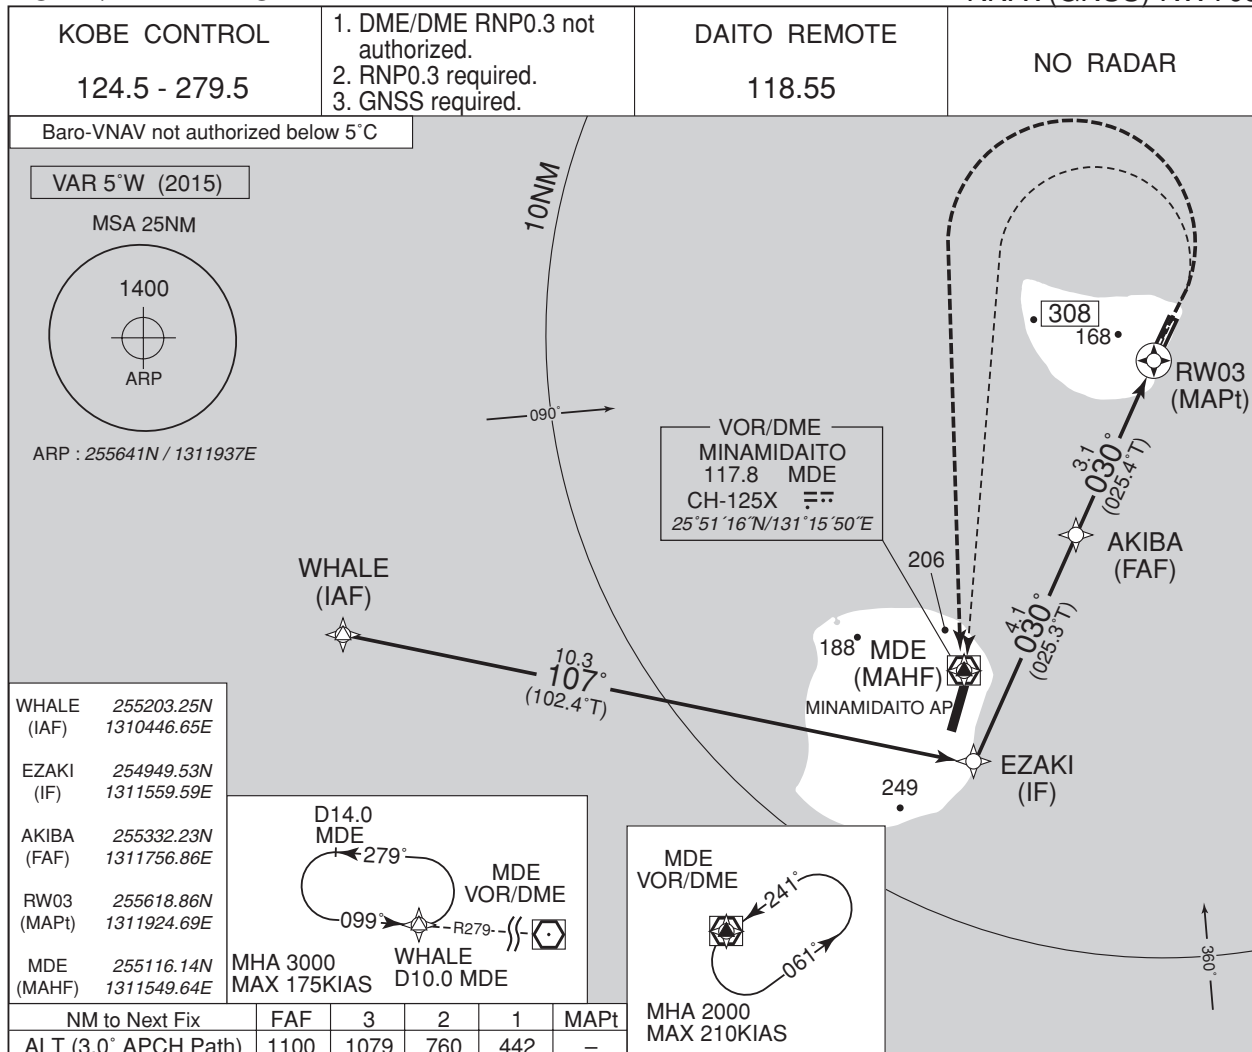 KOBE CONTROL
124.5 - 279.5
1. DME/DME RNP0.3 not
authorized.
2. RNP0.3 required.
3. GNSS required.
DAITO REMOTE
118.55
NO RADAR
Baro-VNAV not authorized below 5˚C
VAR 5˚W (2015)
MSA 25NM
1400
ARP
ARP : 255641N / 1311937E
10NM
090˚
308
168
RW03
(MAPt)
VOR/DME
MINAMIDAITO
117.8 MDE
CH-125X
25˚51´16˝N/131˚15´50˝E
3.1
030˚
(025.4˚T)
AKIBA
(FAF)
206
WHALE
(IAF)
4.1
030˚
(025.3˚T)
188
MDE
(MAHF)
MINAMIDAITO AP
10.3
107˚
(102.4˚T)
EZAKI
(IF)
249
WHALE 255203.25N
(IAF) 1310446.65E
EZAKI 254949.53N
(IF) 1311559.59E
AKIBA 255332.23N
(FAF) 1311756.86E
RW03 255618.86N
(MAPt) 1311924.69E
MDE 255116.14N
(MAHF) 1311549.64E
D14.0
MDE
279˚
MDE
VOR/DME
099˚
R279
WHALE
D10.0 MDE
MHA 3000
MAX 175KIAS
MDE
VOR/DME
241˚
061˚
MHA 2000
MAX 210KIAS
360˚
NM to Next Fix FAF 3 2 1 MAPt
ALT (3.0˚ APCH Path) 1100 1079 760 442 –